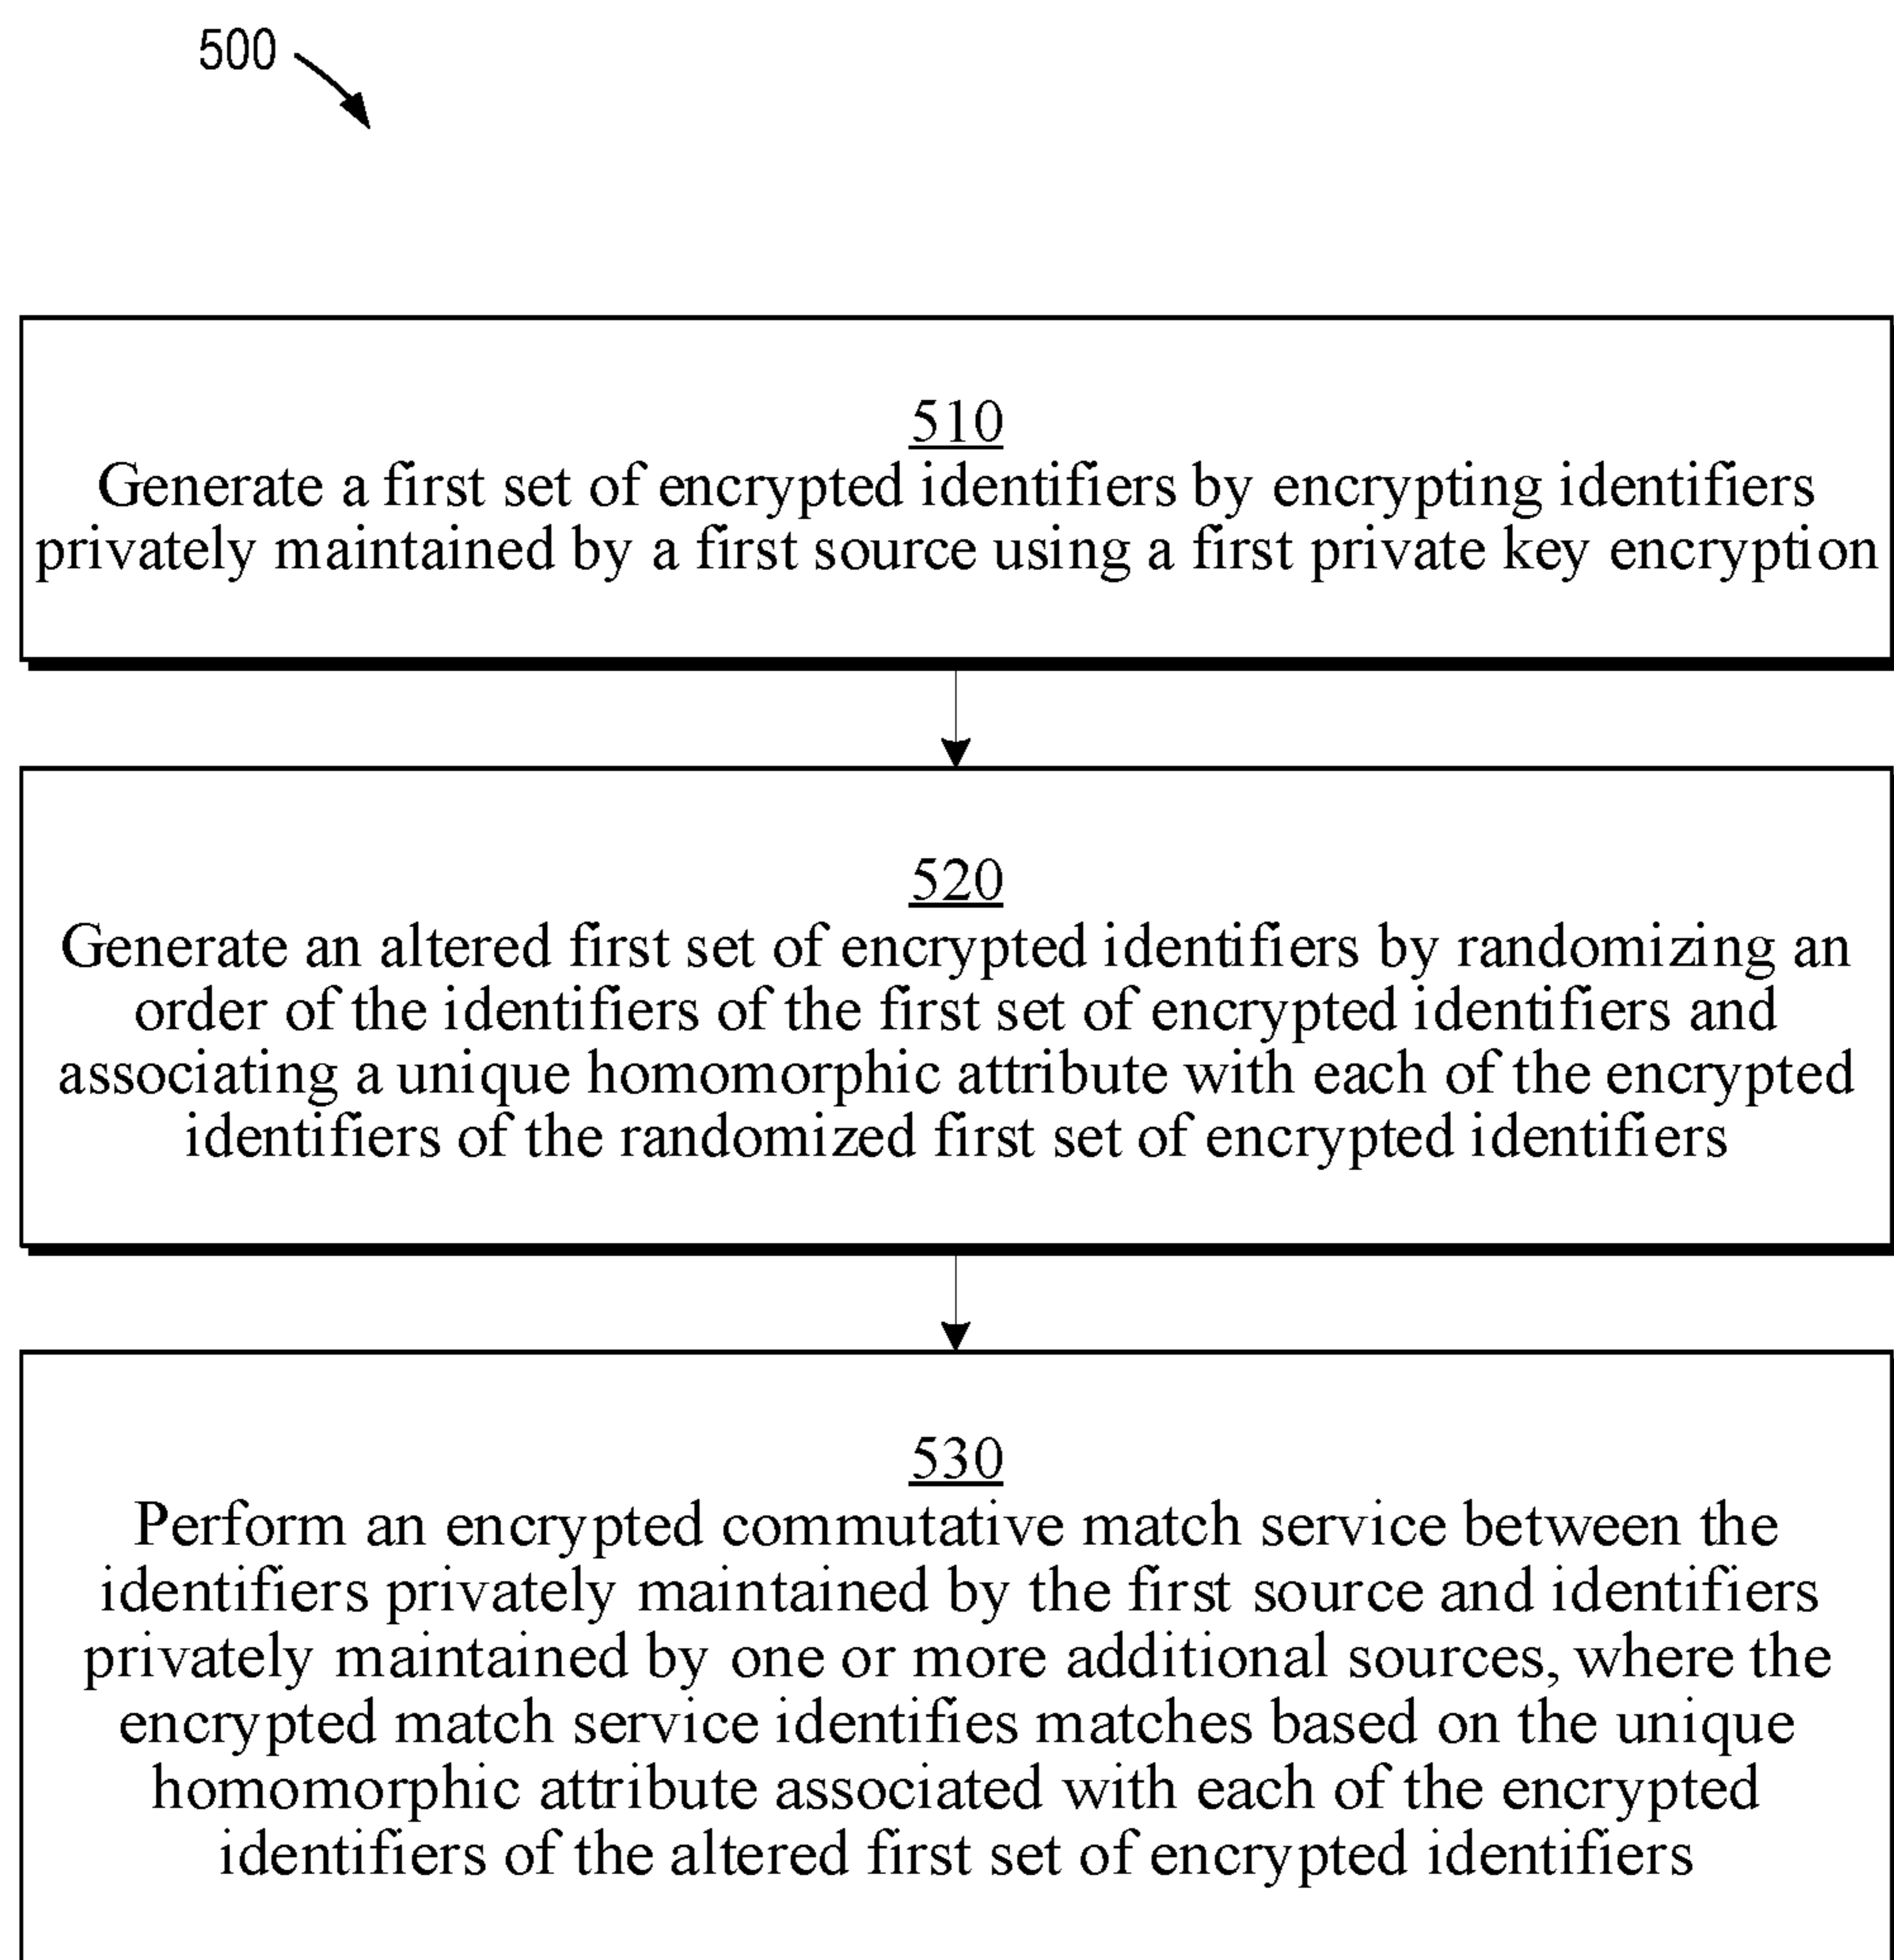 500
510
Generate a first set of encrypted identifiers by encrypting identifiers
privately maintained by a first source using a first private key encryption
520
Generate an altered first set of encrypted identifiers by randomizing an
order of the identifiers of the first set of encrypted identifiers and
associating a unique homomorphic attribute with each of the encrypted
identifiers of the randomized first set of encrypted identifiers
530
Perform an encrypted commutative match service between the
identifiers privately maintained by the first source and identifiers
privately maintained by one or more additional sources, where the
encrypted match service identifies matches based on the unique
homomorphic attribute associated with each of the encrypted
identifiers of the altered first set of encrypted identifiers